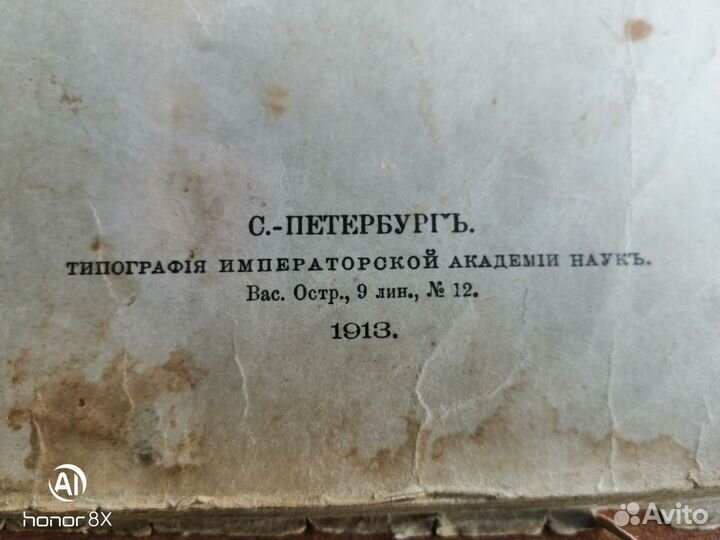 С.-ПЕТЕРБУРГЪ.
ТИПОГРАФІЯ ИМПЕРАТОРСКОЙ АКАДЕМІИ НАУКЪ.
Вас. Остр., 9 лин., № 12.
1913.
AI
honor 8X
Avito